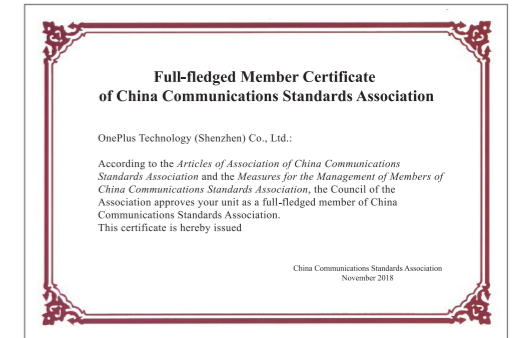 Full-fledged Member Certificate
of China Communications Standards Association
OnePlus Technology (Shenzhen) Co., Ltd.:
According to the Articles of Association of China Communications
Standards Association and the Measures for the Management of Members of
China Communications Standards Association, the Council of the
Association approves your unit as a full-fledged member of China
Communications Standards Association.
This certificate is hereby issued
China Communications Standards Association
November 2018